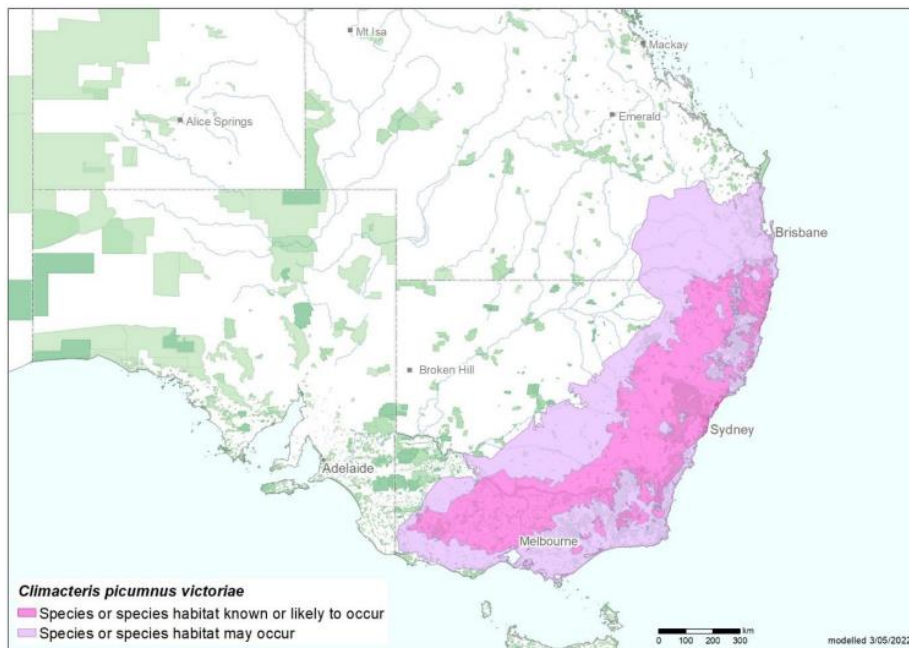 Mt Isa
Mackay
Alice Springs
Emerald
Brisbane
Broken Hill
Sydney
Adelaide
Melbourne
Climacteris picumnus victoriae
Species or species habitat known or likely to occur
Species or species habitat may occur
km
0 100 200 300
modelled 3/05/2022